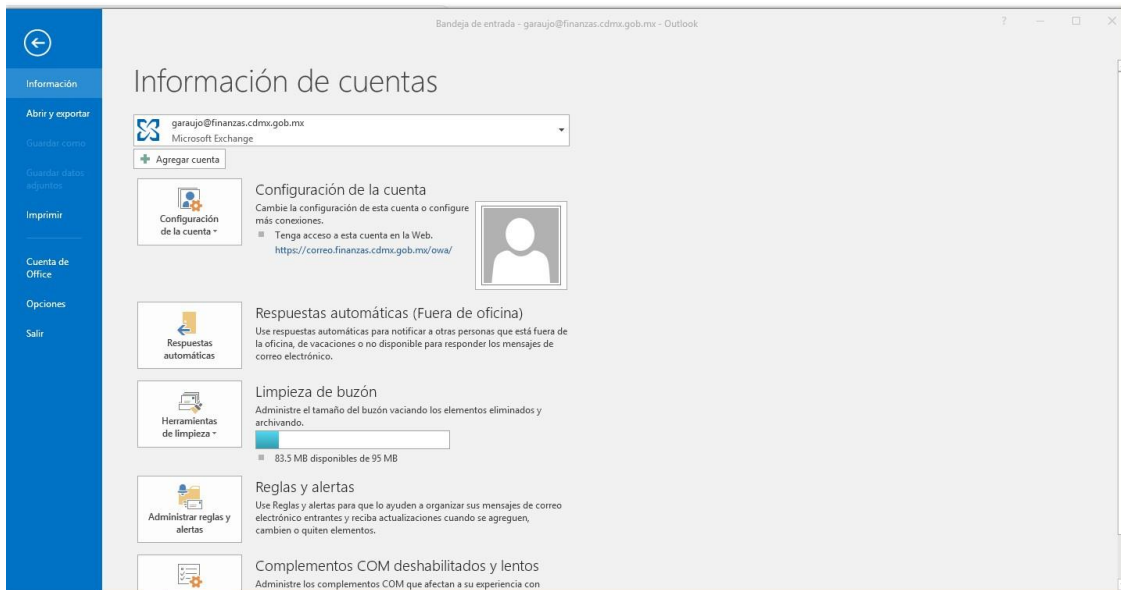 Bandeja de entrada - garaujo@finanzas.cdmx.gob.mx - Outlook
?
Información
Abrir y exportar
Guardar como
Guardar datos
adjuntos
Imprimir
Cuenta de
Office
Opciones
Salir
Información de cuentas
garaujo@finanzas.cdmx.gob.mx
Microsoft Exchange
Agregar cuenta
Configuración
de la cuenta
Configuración de la cuenta
Cambie la configuración de esta cuenta o configure
más conexiones.
Tenga acceso a esta cuenta en la Web.
https://correo.finanzas.cdmx.gob.mx/owa/
Respuestas
automáticas
Respuestas automáticas (Fuera de oficina)
Use respuestas automáticas para notificar a otras personas que está fuera de
la oficina, de vacaciones o no disponible para responder los mensajes de
correo electrónico.
Herramientas
de limpieza
Limpieza de buzón
Administre el tamaño del buzón vaciando los elementos eliminados y
archivando.
83.5 MB disponibles de 95 MB
Administrar reglas y
alertas
Reglas y alertas
Use Reglas y alertas para que lo ayuden a organizar sus mensajes de correo
electrónico entrantes y reciba actualizaciones cuando se agreguen,
cambien o quiten elementos.
Complementos COM deshabilitados y lentos
Administre los complementos COM que afectan a su experiencia con